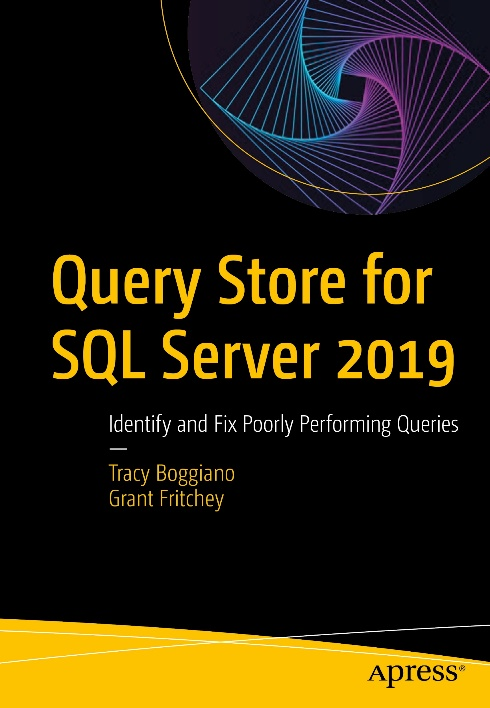 Query Store for
SQL Server 2019
Identify and Fix Poorly Performing Queries
—
Tracy Boggiano
Grant Fritchey
Apress®